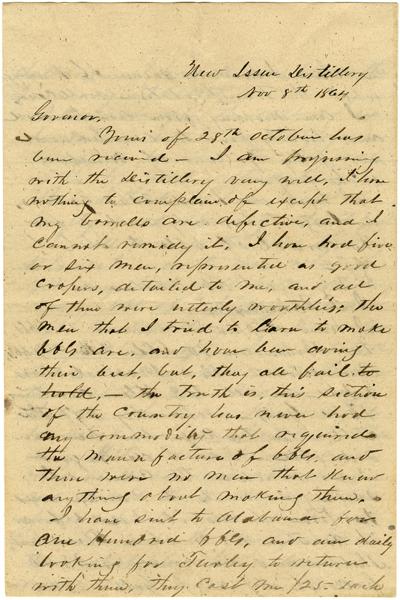 New Issue Distillery
Nov 8th 1864
Governor,
Yours of 28th October has
been received - I am progressing
with the Distillery very well, & have
nothing to complain of except that
my barrells are defective, and I
cannot remidy it. I have had five
or six men, represented as good
coopers, detailed to me, and all
of them were utterly worthless; the
men that I tried to learn to make
bbls are, and have been doing
their best, but, they all fail to
hold. - the truth is, this section
of the Country has never had
any commodity that required
the manufacture of bbls, and
there were no men that knew
anything about making them.
- I have sent to Alabama for
one Hundred bbls, and am daily
looking for Turley to return
with them, they cost me $25- each